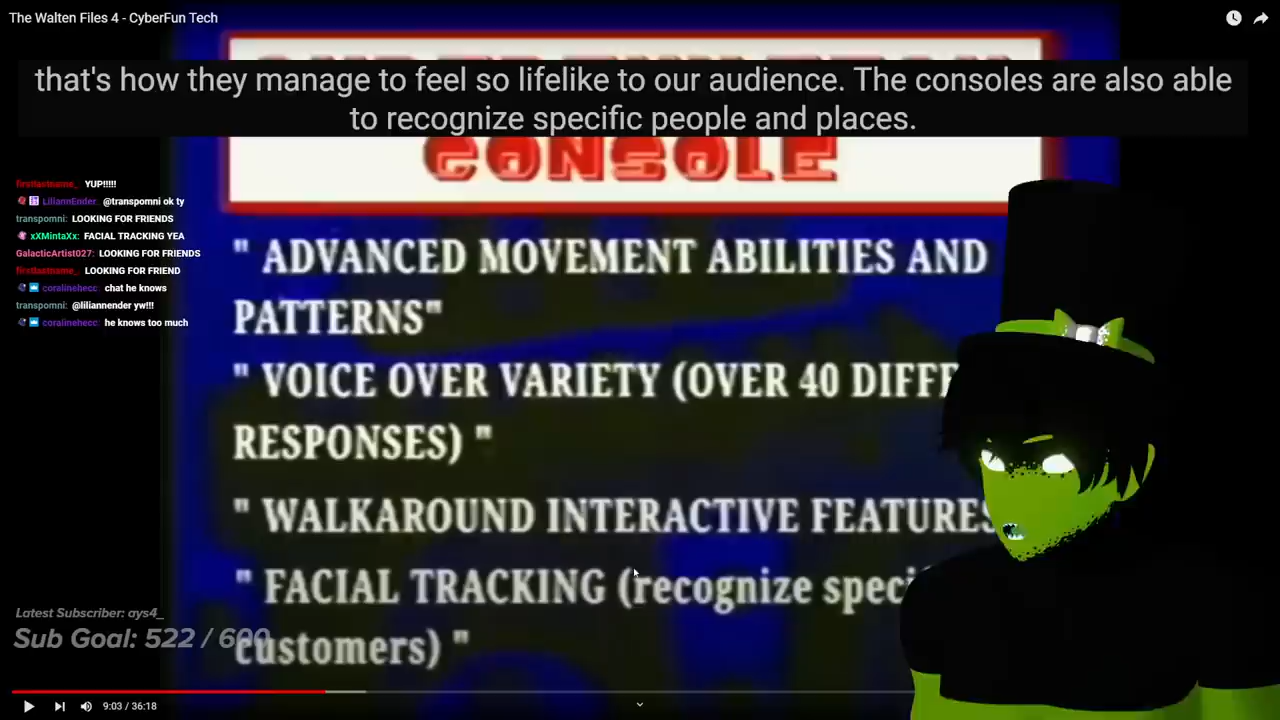 The Walten Files 4 - CyberFun Tech
that's how they manage to feel so lifelike to our audience. The consoles are also able
to recognize specific people and places.
CONSOLE
firstlastname_ YUP!!!!!
LiliannEnder: @transpomni ok ty
transpomni: LOOKING FOR FRIENDS
xXMintaXx: FACIAL TRACKING YEA
GalacticArtist027: LOOKING FOR FRIENDS
firstlastname_: LOOKING FOR FRIEND
coralinehecc: chat he knows
transpomni: @liliannender yw!!!
coralinehecc: he knows too much
" ADVANCED MOVEMENT ABILITIES AND
PATTERNS"
" VOICE OVER VARIETY (OVER 40 DIFFE
RESPONSES) "
" WALKAROUND INTERACTIVE FEATURES
" FACIAL TRACKING (recognize speci
customers) "
Latest Subscriber: ays4_
Sub Goal: 522 / 600
9:03 / 36:18